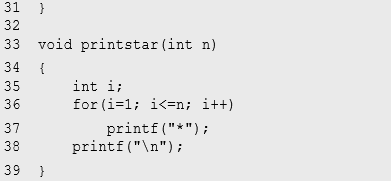 31 }
32
33 void printstar(int n)
34 {
35     int i;
36     for(i=1; i<=n; i++)
37         printf("*");
38     printf("\n");
39 }